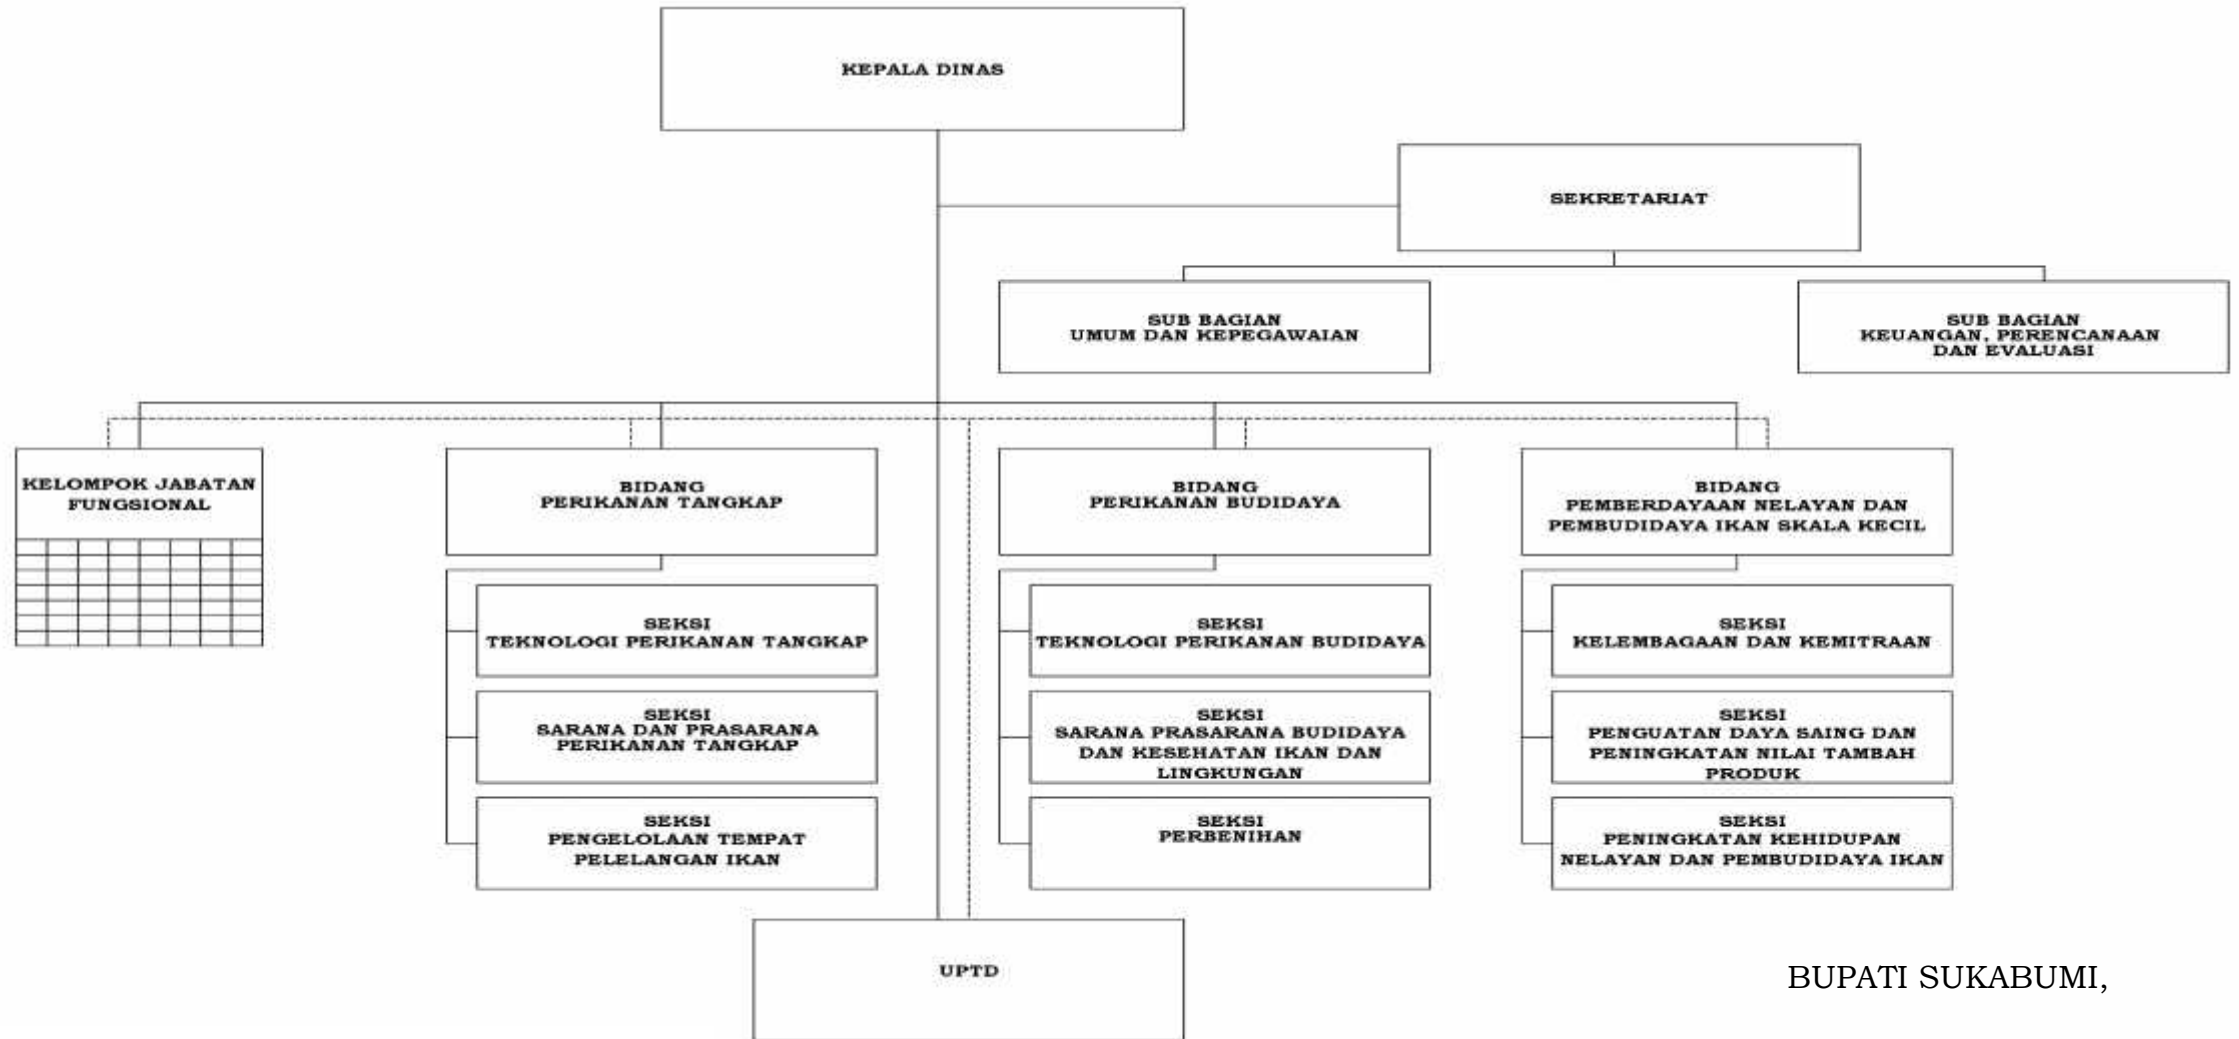 KEPALA DINAS
SEKRETARIAT
SUB BAGIAN
UMUM DAN KEPEGAWAIAN
SUB BAGIAN
KEUANGAN, PERENCANAAN
DAN EVALUASI
KELOMPOK JABATAN
FUNGSIONAL
BIDANG
PERIKANAN TANGKAP
BIDANG
PERIKANAN BUDIDAYA
BIDANG
PEMBERDAYAAN NELAYAN DAN
PEMBUDIDAYA IKAN SKALA KECIL
SEKSI
TEKNOLOGI PERIKANAN TANGKAP
SEKSI
TEKNOLOGI PERIKANAN BUDIDAYA
SEKSI
KELEMBAGAAN DAN KEMITRAAN
SEKSI
SARANA DAN PRASARANA
PERIKANAN TANGKAP
SEKSI
SARANA PRASARANA BUDIDAYA
DAN KESEHATAN IKAN DAN
LINGKUNGAN
SEKSI
PENGUATAN DAYA SAING DAN
PENINGKATAN NILAI TAMBAH
PRODUK
SEKSI
PENGELOLAAN TEMPAT
PELELANGAN IKAN
SEKSI
PERBENIHAN
SEKSI
PENINGKATAN KEHIDUPAN
NELAYAN DAN PEMBUDIDAYA IKAN
UPTD
BUPATI SUKABUMI,